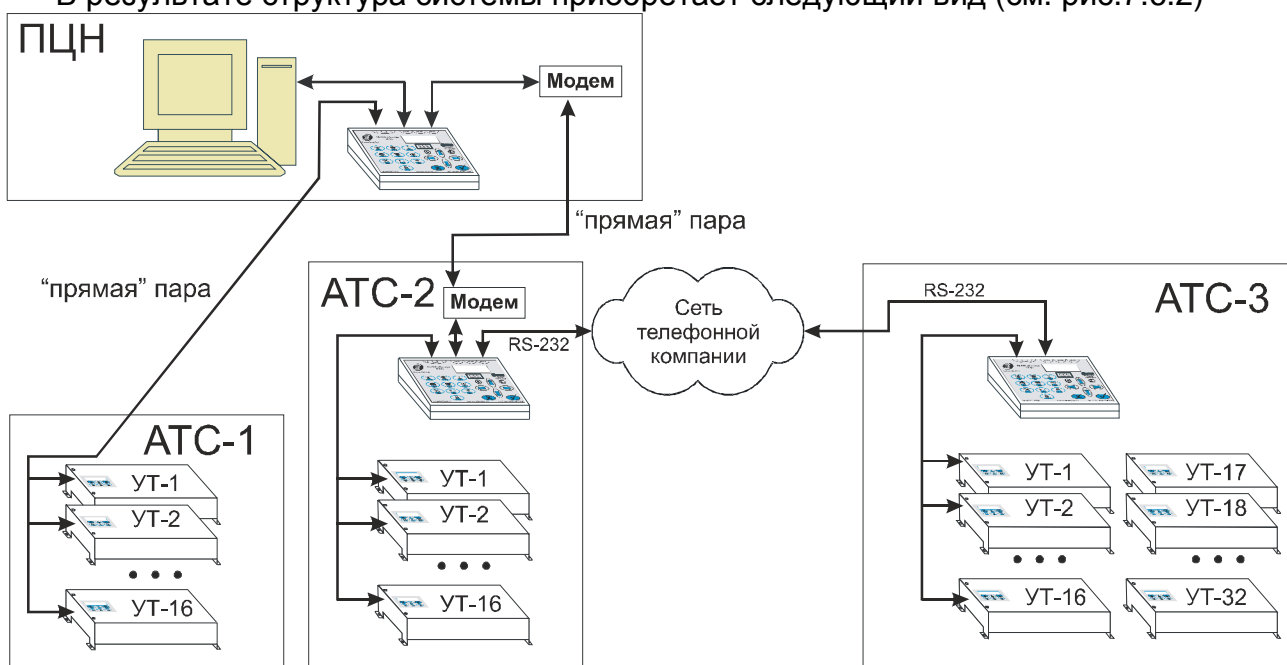 В результате структура системы приобретает следующий вид (см. рис.7.3.2)
ПЦН
Модем
“прямая” пара
“прямая” пара
АТС-2
Модем
RS-232
Сеть
телефонной
компании
RS-232
АТС-3
АТС-1
УТ-1
УТ-2
УТ-16
УТ-1
УТ-2
УТ-16
УТ-1
УТ-17
УТ-2
УТ-18
УТ-16
УТ-32